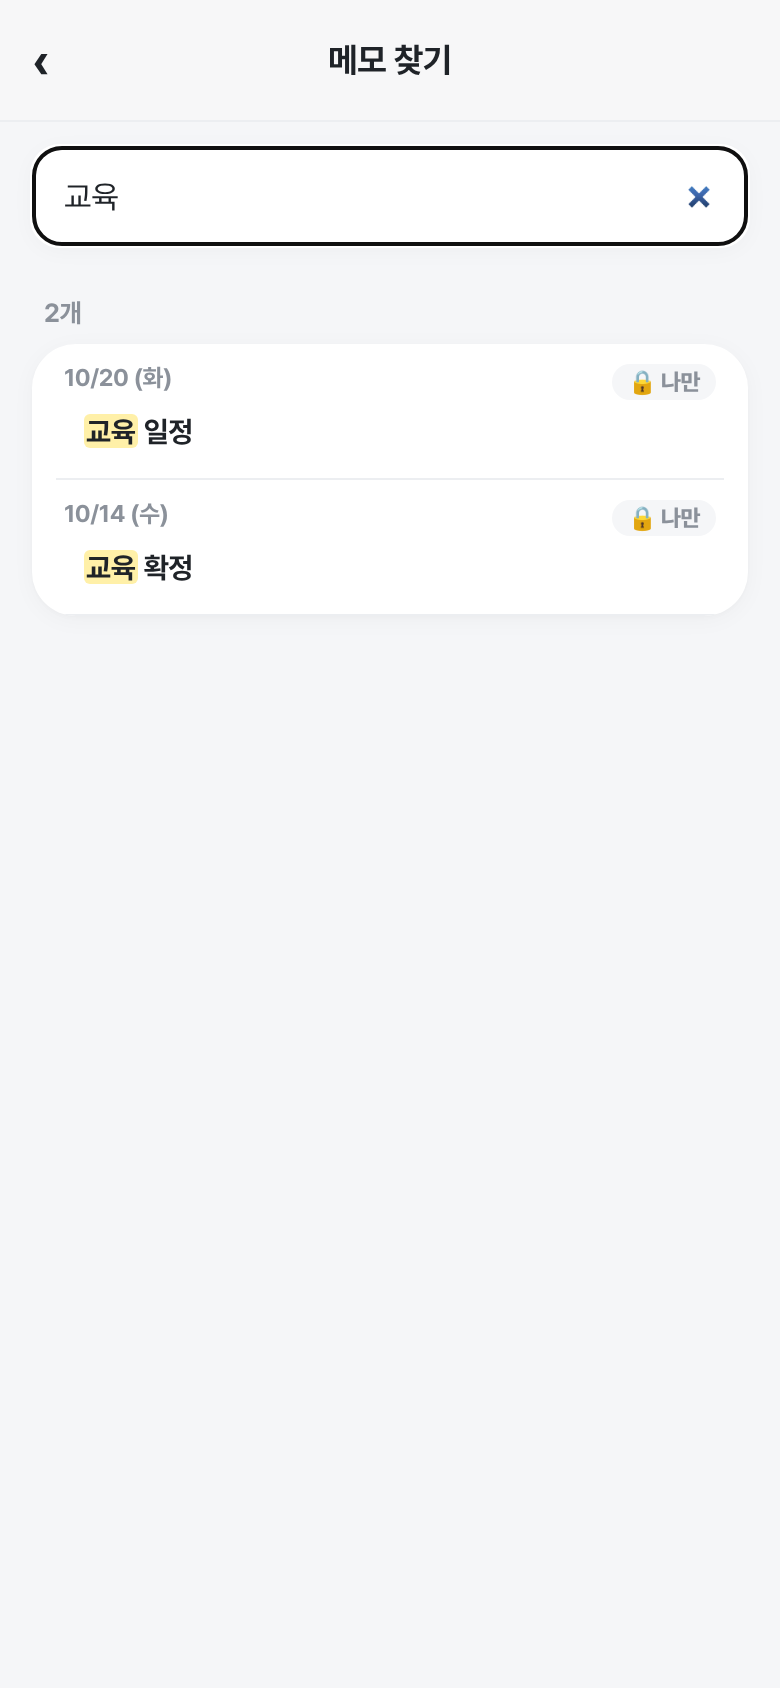 ‹ 메모 찾기
교육 ×
2개
10/20 (화) 🔒 나만
교육 일정
10/14 (수) 🔒 나만
교육 확정